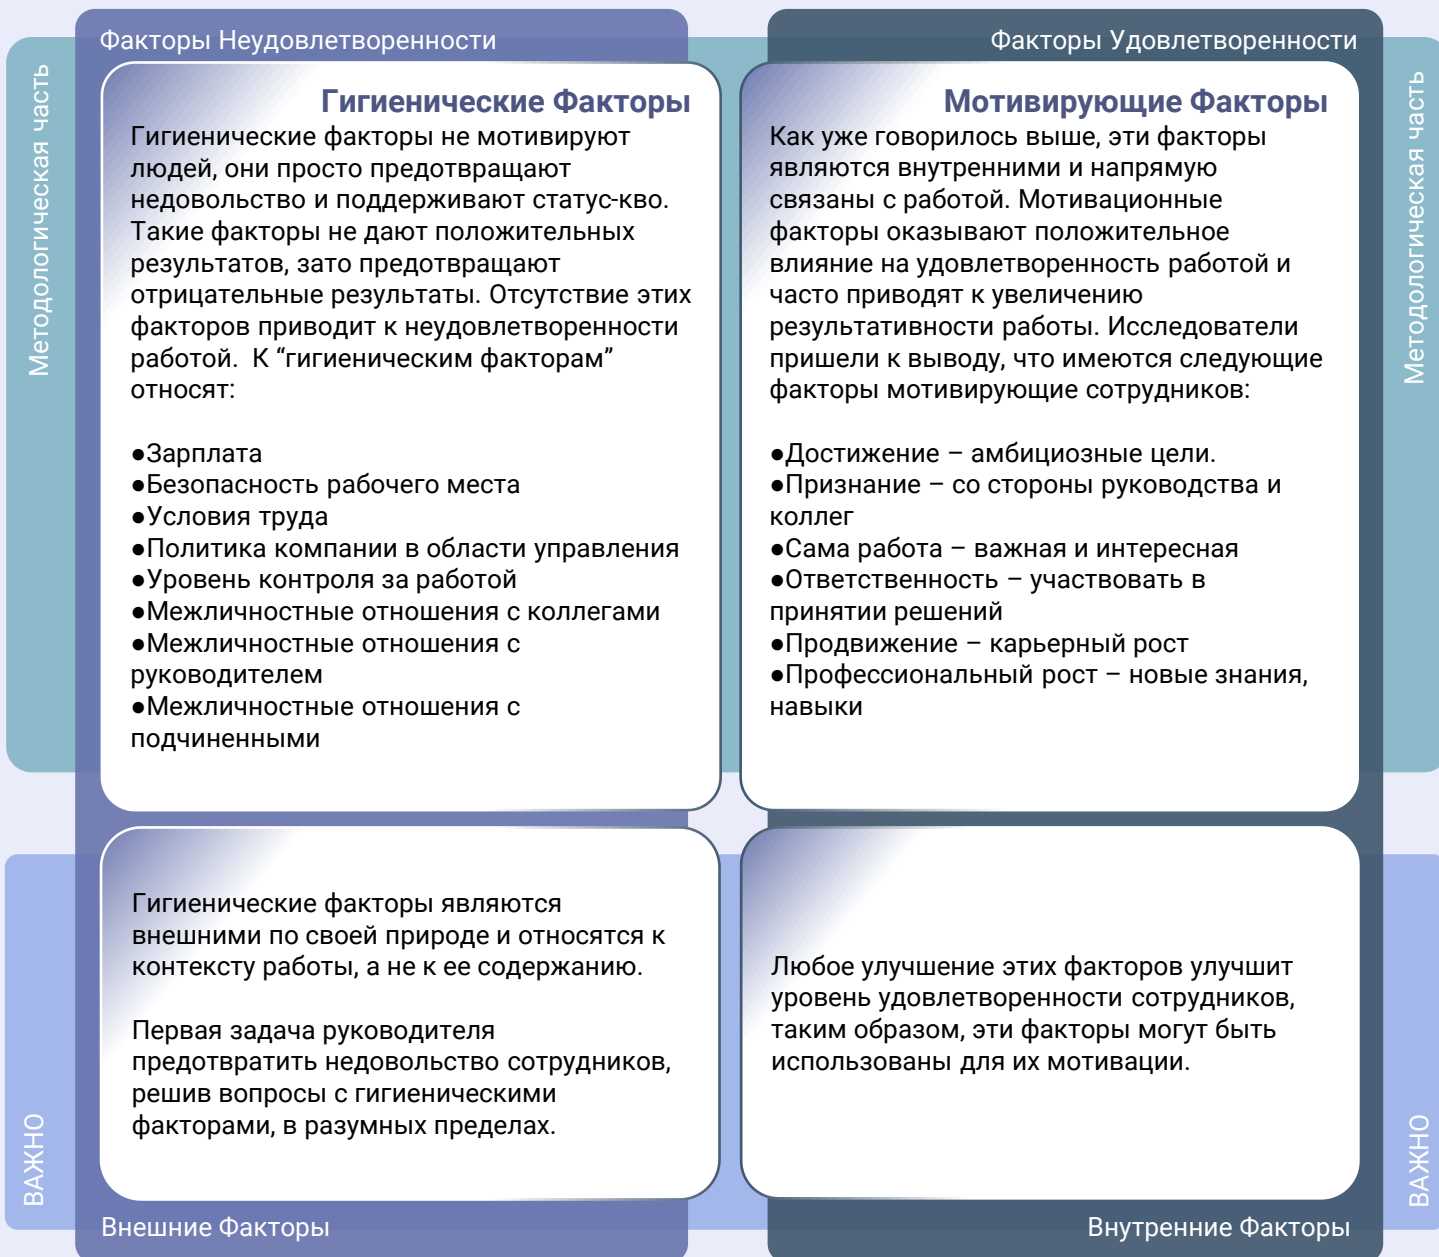 Факторы Неудовлетворенности
Факторы Удовлетворенности
Методологическая часть
Гигиенические Факторы
Гигиенические факторы не мотивируют
людей, они просто предотвращают
недовольство и поддерживают статус-кво.
Такие факторы не дают положительных
результатов, зато предотвращают
отрицательные результаты. Отсутствие этих
факторов приводит к неудовлетворенности
работой.  К “гигиеническим факторам”
относят:
●Зарплата
●Безопасность рабочего места
●Условия труда
●Политика компании в области управления
●Уровень контроля за работой
●Межличностные отношения с коллегами
●Межличностные отношения с
руководителем
●Межличностные отношения с
подчиненными
Мотивирующие Факторы
Как уже говорилось выше, эти факторы
являются внутренними и напрямую
связаны с работой. Мотивационные
факторы оказывают положительное
влияние на удовлетворенность работой и
часто приводят к увеличению
результативности работы. Исследователи
пришели к выводу, что имеются следующие
факторы мотивирующие сотрудников:
●Достижение – амбициозные цели.
●Признание – со стороны руководства и
коллег
●Сама работа – важная и интересная
●Ответственность – участвовать в
принятии решений
●Продвижение – карьерный рост
●Профессиональный рост – новые знания,
навыки
Методологическая часть
ВАЖНО
Гигиенические факторы являются
внешними по своей природе и относятся к
контексту работы, а не к ее содержанию.
Первая задача руководителя
предотвратить недовольство сотрудников,
решив вопросы с гигиеническими
факторами, в разумных пределах.
Любое улучшение этих факторов улучшит
уровень удовлетворенности сотрудников,
таким образом, эти факторы могут быть
использованы для их мотивации.
ВАЖНО
Внешние Факторы
Внутренние Факторы